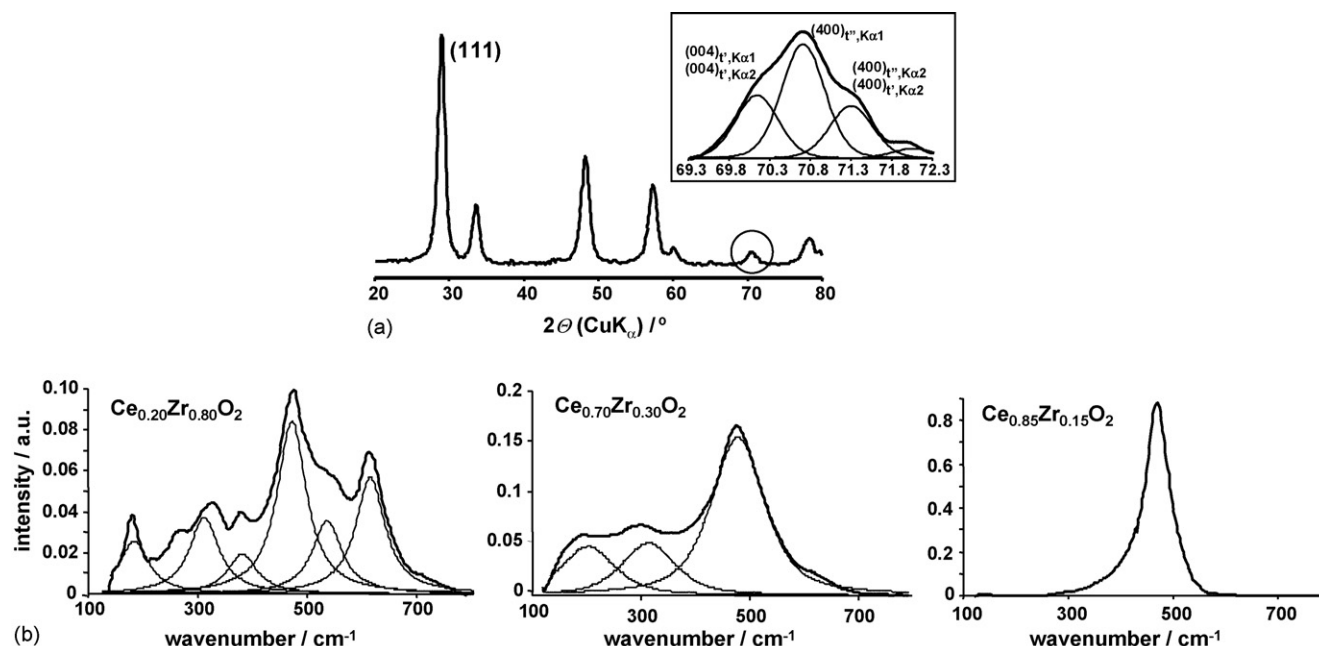 (111)
(004)t',Kα1
(004)t',Kα2
(400)t",Kα1
(400)t",Kα2
(400)t',Kα2
69.3 69.8 70.3 70.8 71.3 71.8 72.3
20 30 40 50 60 70 80
(a)
2Θ (CuKα) / º
intensity / a.u.
0.10
0.08
0.06
0.04
0.02
0
Ce0.20Zr0.80O2
100 300 500 700
wavenumber / cm-1
0.2
0.15
0.1
0.05
0
Ce0.70Zr0.30O2
100 300 500 700
wavenumber / cm-1
0.8
0.6
0.4
0.2
0
Ce0.85Zr0.15O2
100 300 500 700
wavenumber / cm-1
(b)